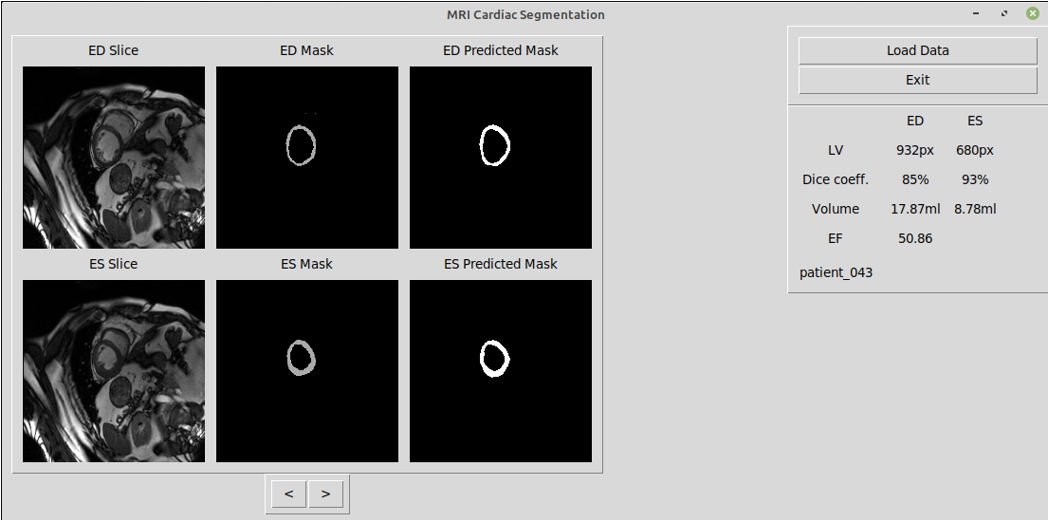 MRI Cardiac Segmentation
ED Slice ED Mask ED Predicted Mask
ES Slice ES Mask ES Predicted Mask
< >
Load Data
Exit
ED ES
LV 932px 680px
Dice coeff. 85% 93%
Volume 17.87ml 8.78ml
EF 50.86
patient_043